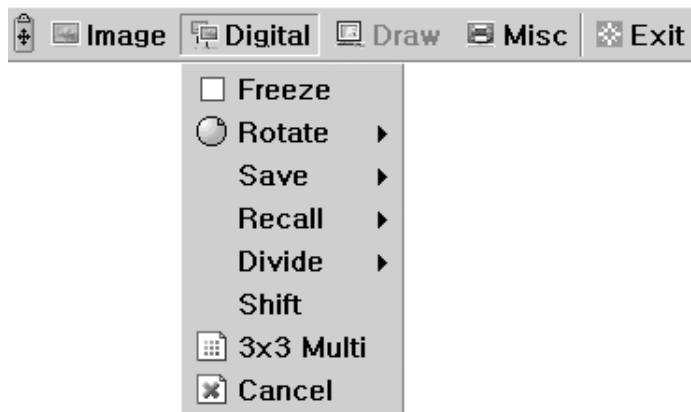 Image Digital Draw Misc Exit
Freeze
Rotate
Save
Recall
Divide
Shift
3x3 Multi
Cancel